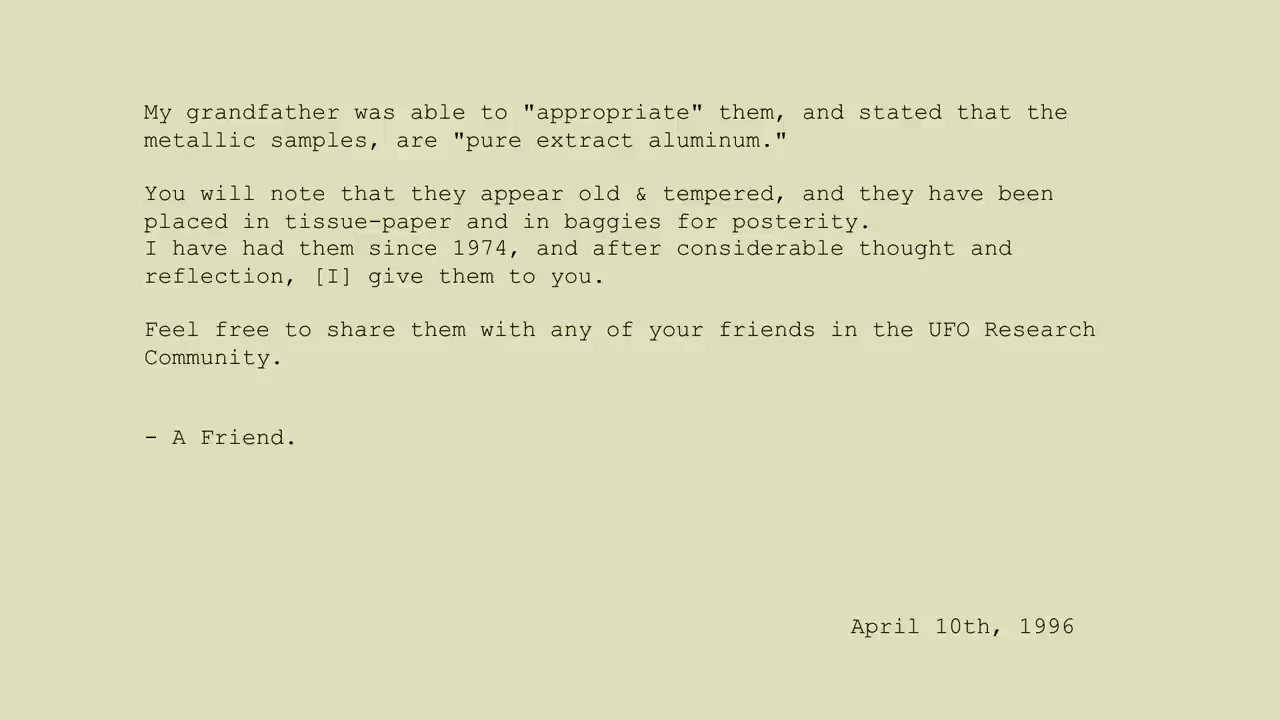 My grandfather was able to "appropriate" them, and stated that the
metallic samples, are "pure extract aluminum."
You will note that they appear old & tempered, and they have been
placed in tissue-paper and in baggies for posterity.
I have had them since 1974, and after considerable thought and
reflection, [I] give them to you.
Feel free to share them with any of your friends in the UFO Research
Community.
- A Friend.
April 10th, 1996